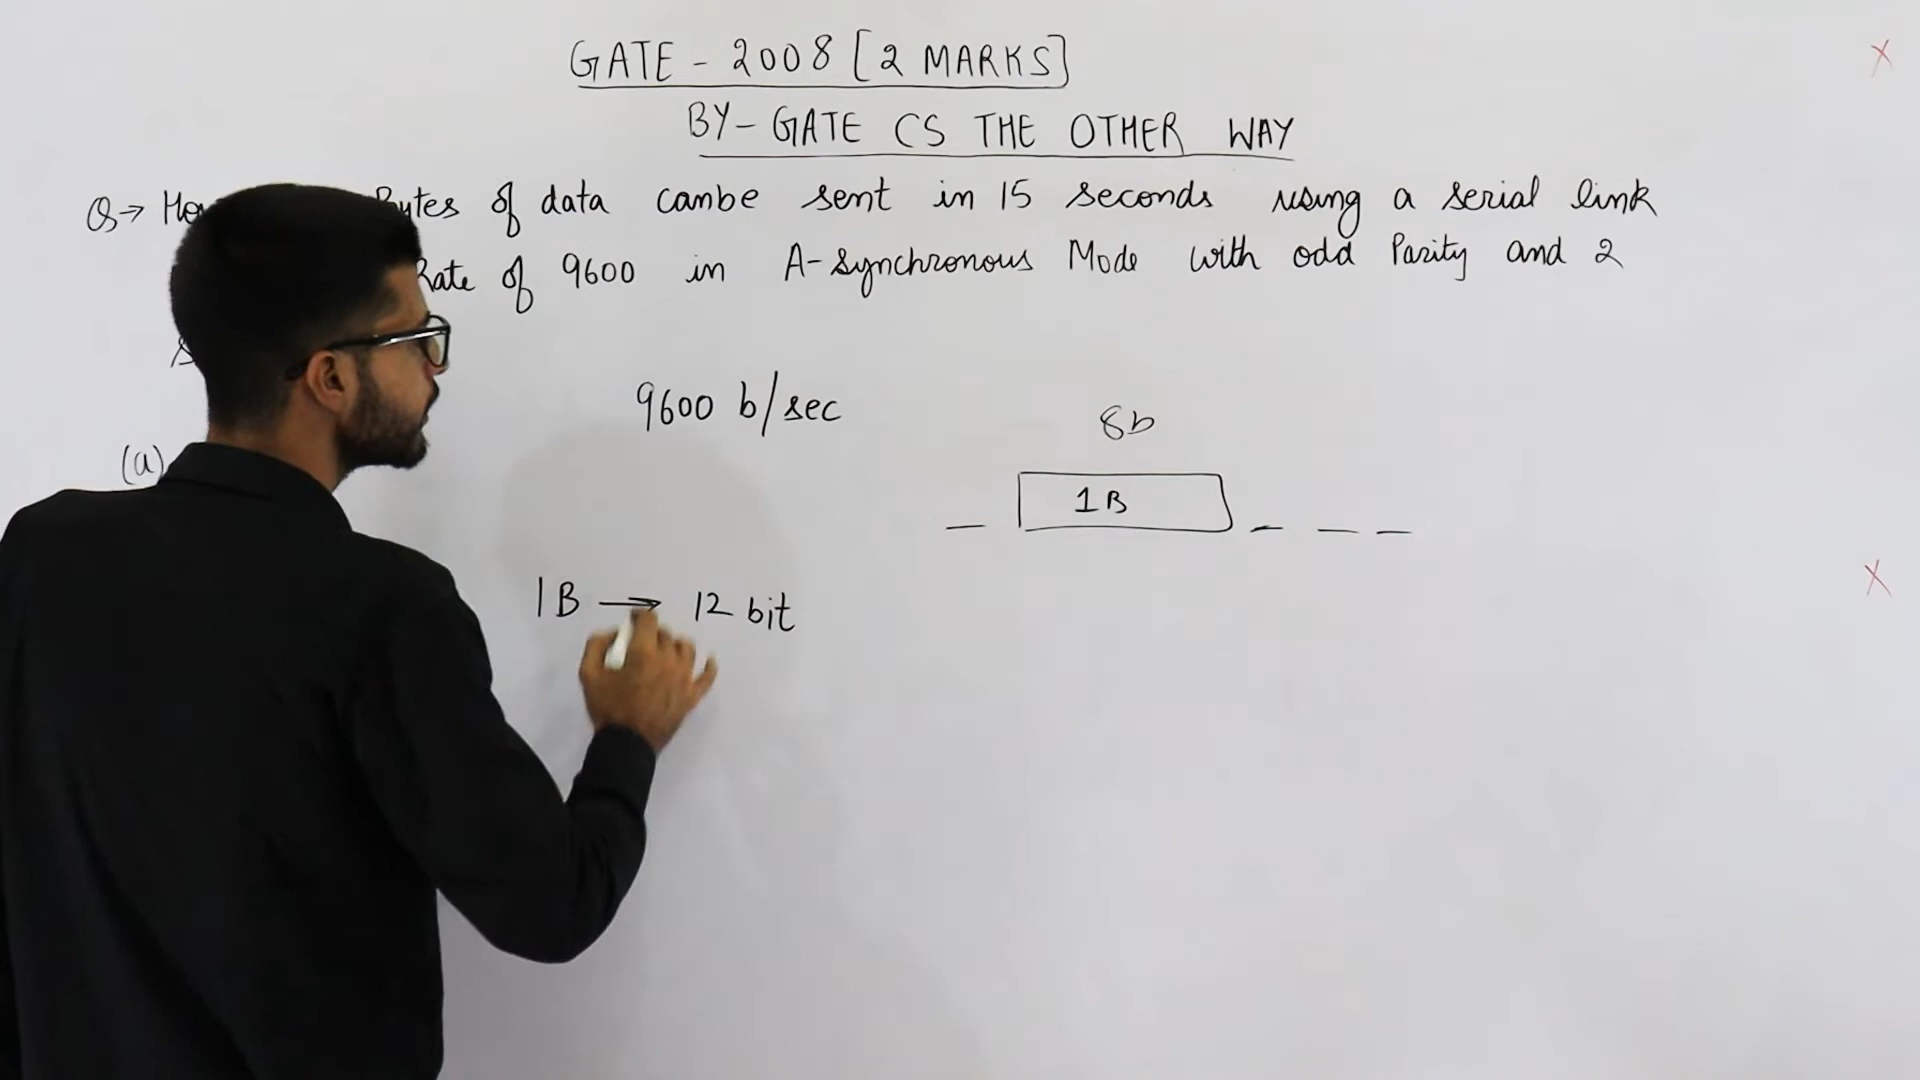 GATE - 2008 [2 MARKS]
BY- GATE CS THE OTHER WAY
Q→ Bytes of data canbe sent in 15 seconds using a serial link
Rate of 9600 in A-synchronous Mode with odd Parity and 2
9600 b/sec
8b
(a)
1B
1B → 12 bit